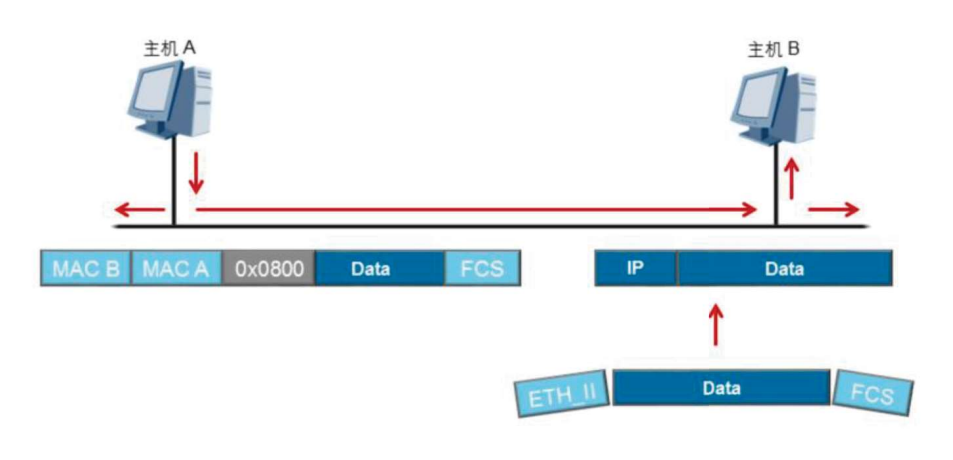 主机 A
主机 B
MAC B MAC A 0x0800 Data FCS
IP Data
ETH_II Data FCS